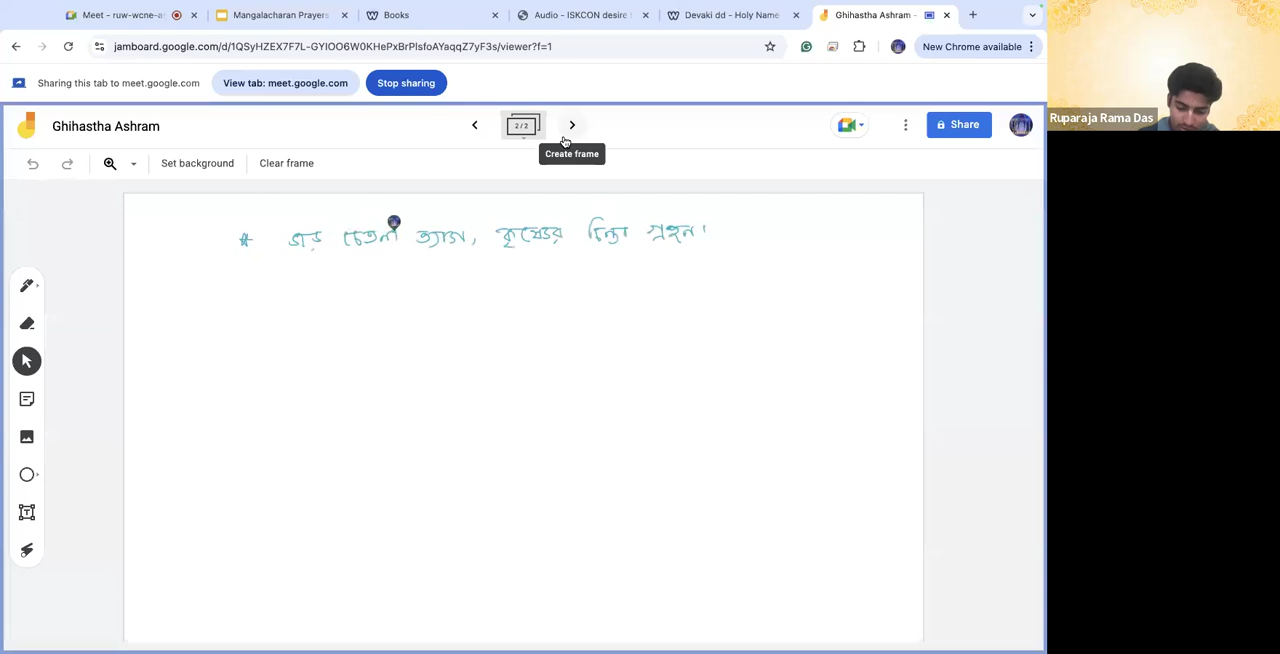 Meet - ruw-wcne-a
Mangalacharan Prayers
Books
Audio - ISKCON desire t
Devaki dd - Holy Name
Ghihastha Ashram -
jamboard.google.com/d/1QSyHZEX7F7L-GYIOO6W0KHePxBrPlsfoAYaqqZ7yF3s/viewer?f=1
New Chrome available
Sharing this tab to meet.google.com
View tab: meet.google.com
Stop sharing
Ruparaja Rama Das
Ghihastha Ashram
2/2
Share
Create frame
Set background
Clear frame
* জড় চেতনা ত্যাগ, কৃষ্ণের চিন্তা গ্রহন।